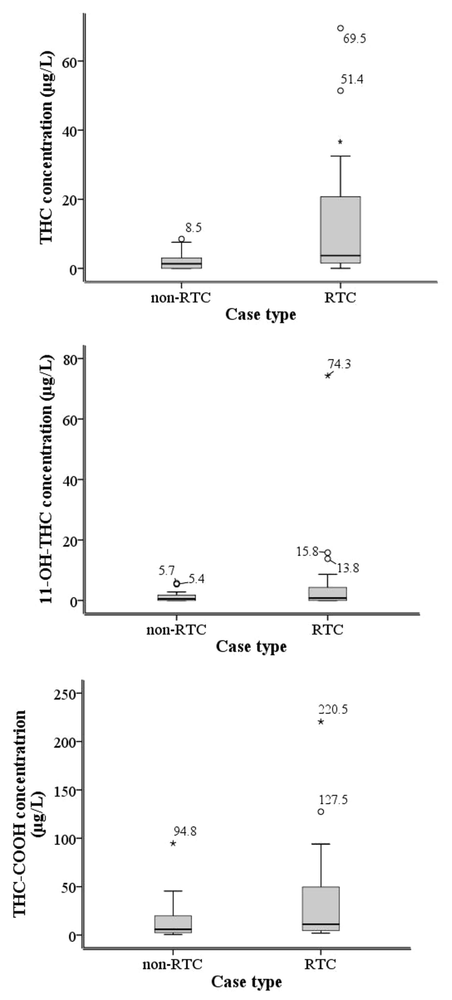 THC concentration (µg/L)
60
40
20
0
69.5
51.4
8.5
*
non-RTC
RTC
Case type
11-OH-THC concentration (µg/L)
80
60
40
20
0
74.3
15.8
13.8
5.7
5.4
non-RTC
RTC
Case type
THC-COOH concentratrion
(µg/L)
250
200
150
100
50
0
220.5
127.5
94.8
non-RTC
RTC
Case type